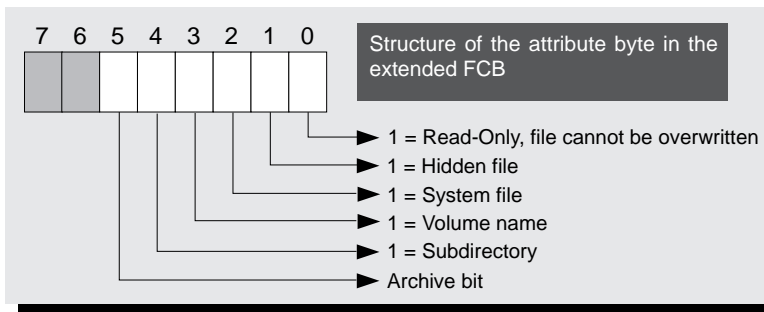 7 6 5 4 3 2 1 0
Structure of the attribute byte in the
extended FCB
1 = Read-Only, file cannot be overwritten
1 = Hidden file
1 = System file
1 = Volume name
1 = Subdirectory
Archive bit